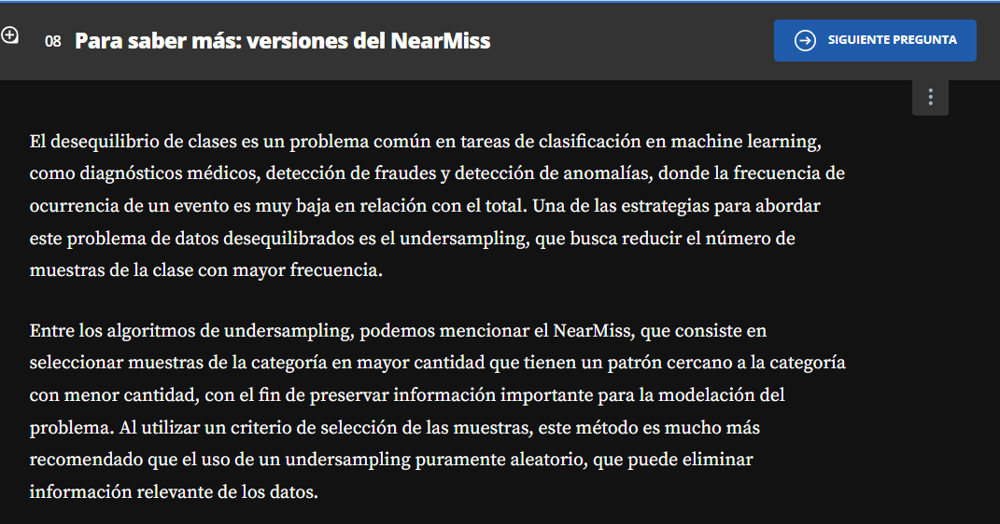 08 Para saber más: versiones del NearMiss
SIGUIENTE PREGUNTA
El desequilibrio de clases es un problema común en tareas de clasificación en machine learning,
como diagnósticos médicos, detección de fraudes y detección de anomalías, donde la frecuencia de
ocurrencia de un evento es muy baja en relación con el total. Una de las estrategias para abordar
este problema de datos desequilibrados es el undersampling, que busca reducir el número de
muestras de la clase con mayor frecuencia.
Entre los algoritmos de undersampling, podemos mencionar el NearMiss, que consiste en
seleccionar muestras de la categoría en mayor cantidad que tienen un patrón cercano a la categoría
con menor cantidad, con el fin de preservar información importante para la modelación del
problema. Al utilizar un criterio de selección de las muestras, este método es mucho más
recomendado que el uso de un undersampling puramente aleatorio, que puede eliminar
información relevante de los datos.